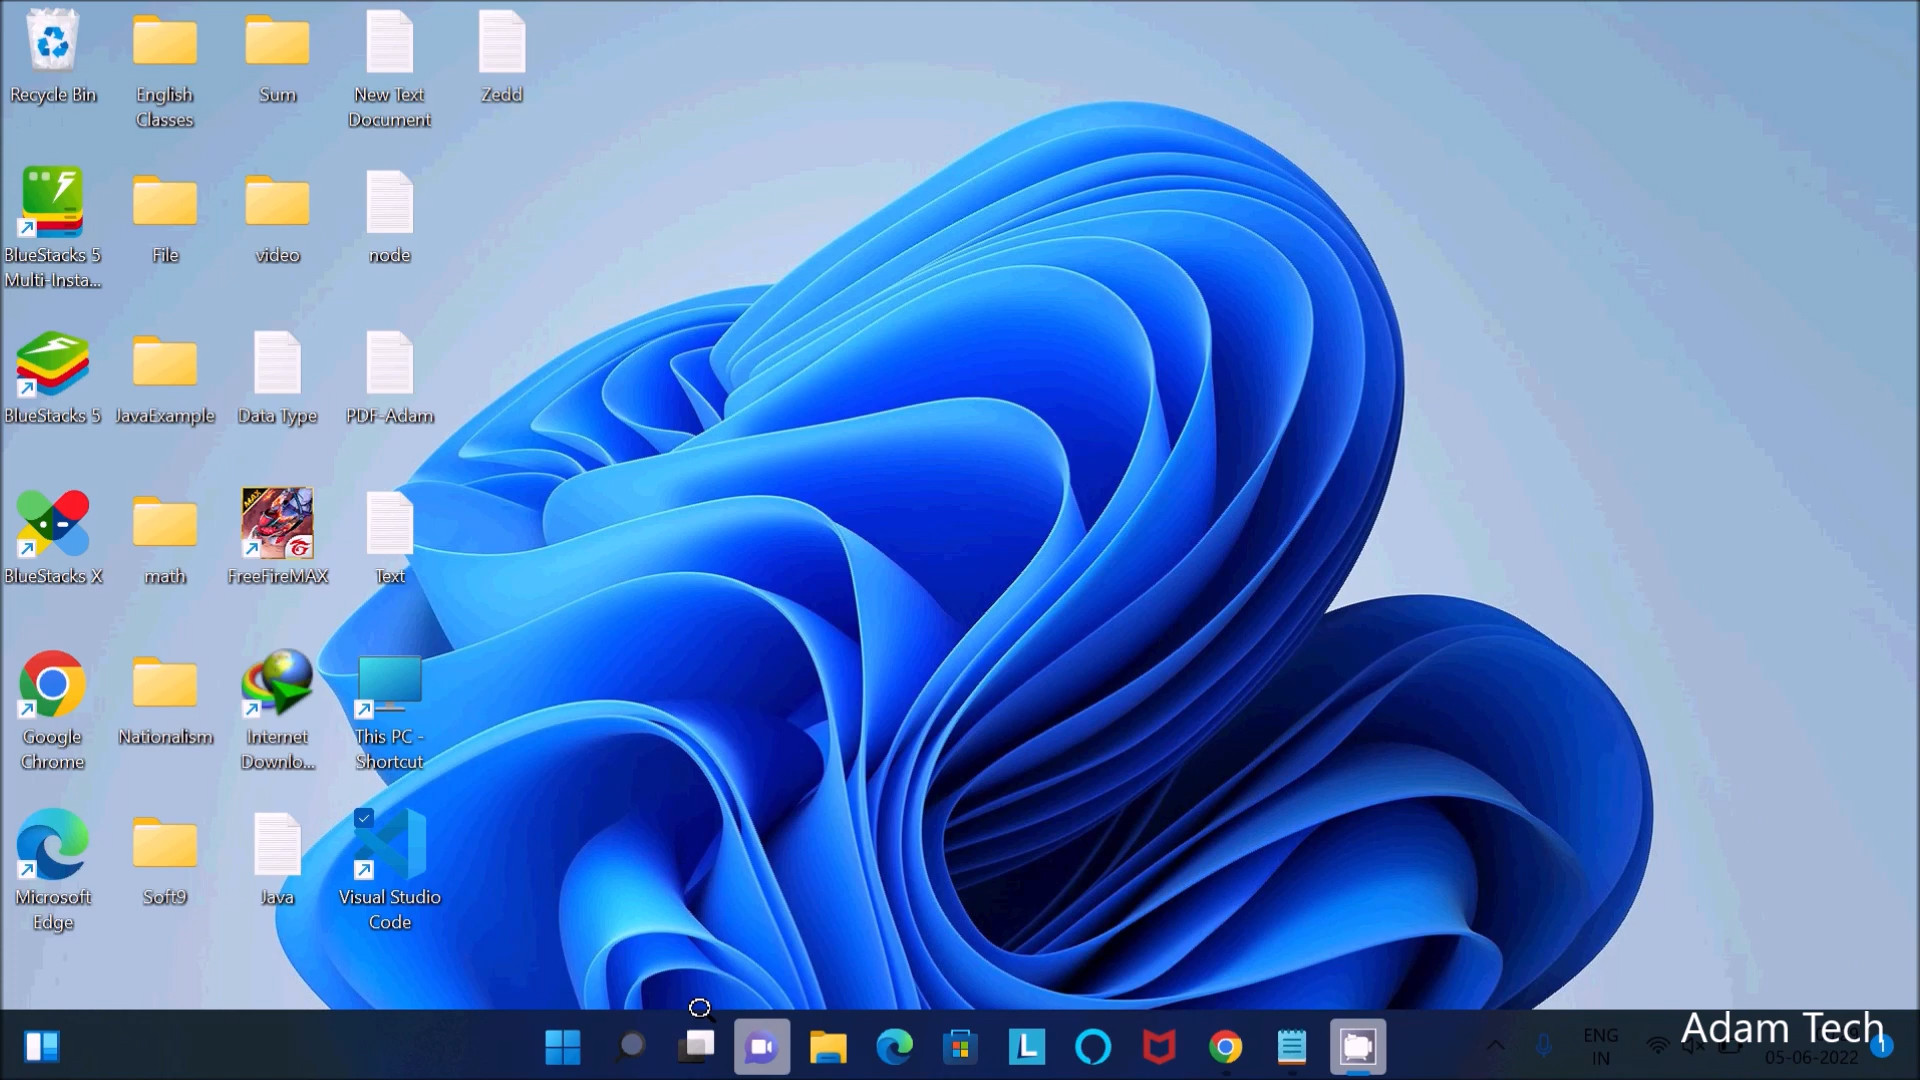 Recycle Bin
English
Classes
Sum
New Text
Document
Zedd
BlueStacks 5
Multi-Insta...
File
video
node
BlueStacks 5
JavaExample
Data Type
PDF-Adam
BlueStacks X
math
MAX
FreeFireMAX
Text
Google
Chrome
Nationalism
Internet
Downlo...
This PC -
Shortcut
Microsoft
Edge
Soft9
Java
Visual Studio
Code
L
ENG
IN
Adam Tech
05-06-2022
1